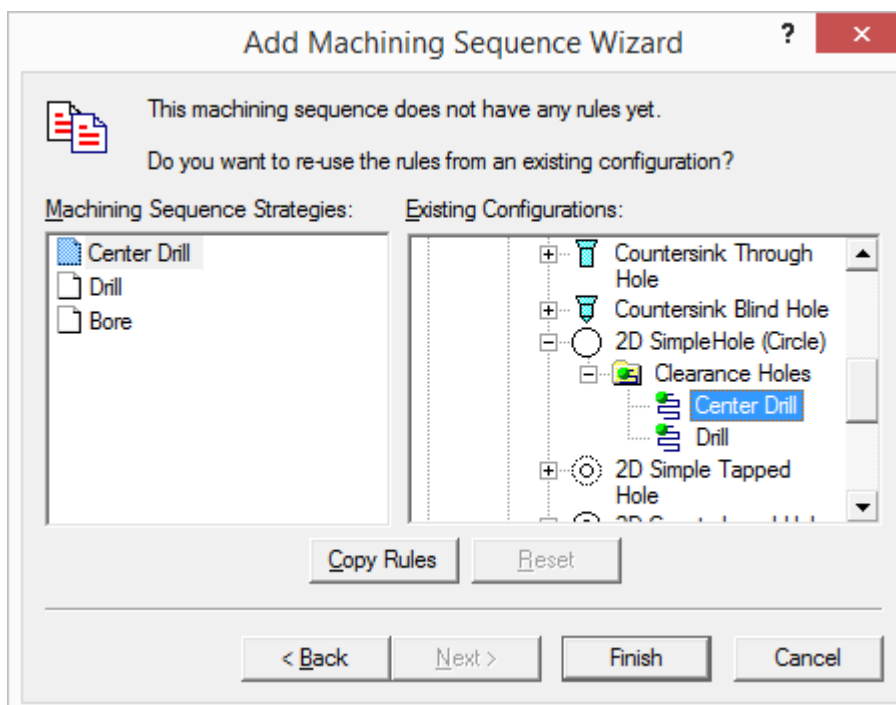 Add Machining Sequence Wizard
?
This machining sequence does not have any rules yet.
Do you want to re-use the rules from an existing configuration?
Machining Sequence Strategies:
Existing Configurations:
Center Drill
Drill
Bore
Countersink Through
Hole
Countersink Blind Hole
2D SimpleHole (Circle)
Clearance Holes
Center Drill
Drill
2D Simple Tapped
Hole
Copy Rules
Reset
< Back
Next >
Finish
Cancel